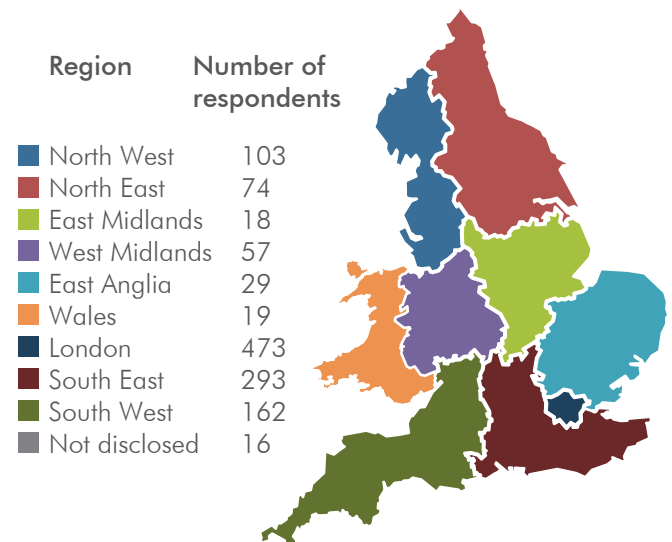 Region Number of
respondents
North West 103
North East 74
East Midlands 18
West Midlands 57
East Anglia 29
Wales 19
London 473
South East 293
South West 162
Not disclosed 16